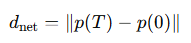 d_net = ‖p(T) − p(0)‖